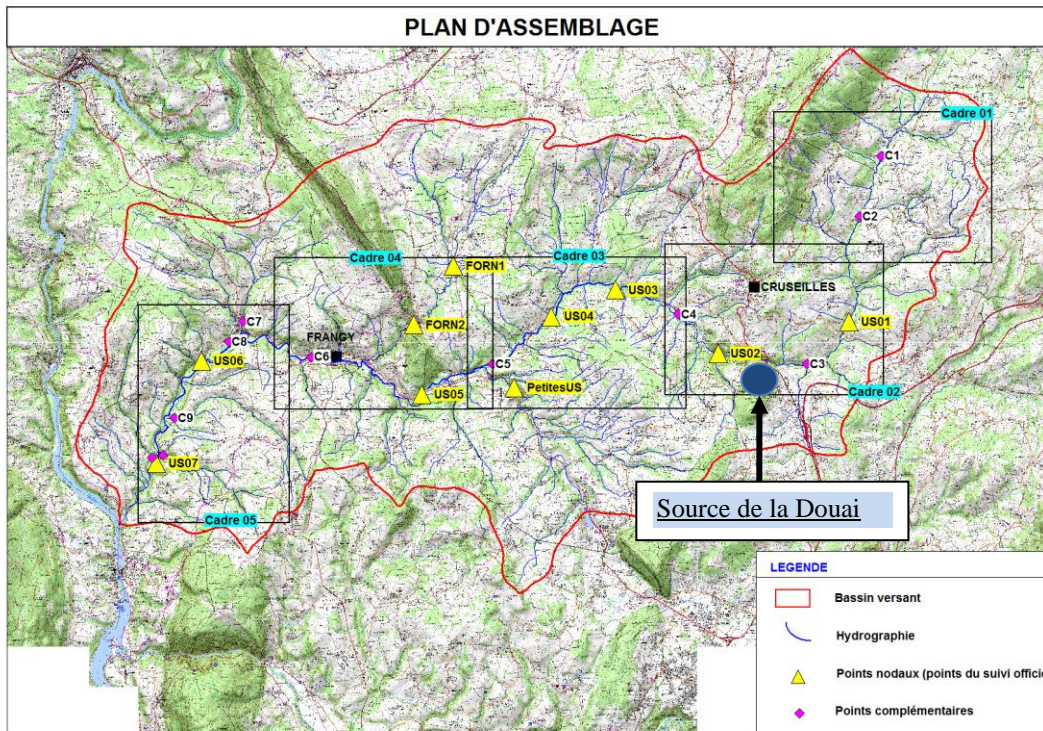 PLAN D'ASSEMBLAGE
Cadre 01
C1
C2
Cadre 04
Cadre 03
FORN1
CRUSEILLES
US03
C4
US01
US04
FORN2
C7
C8
FRANGY
C6
US06
US02
C5
C3
PetitesUS
US05
Cadre 02
C9
US07
Cadre 05
Source de la Douai
LEGENDE
Bassin versant
Hydrographie
Points nodaux (points du suivi officie
Points complémentaires